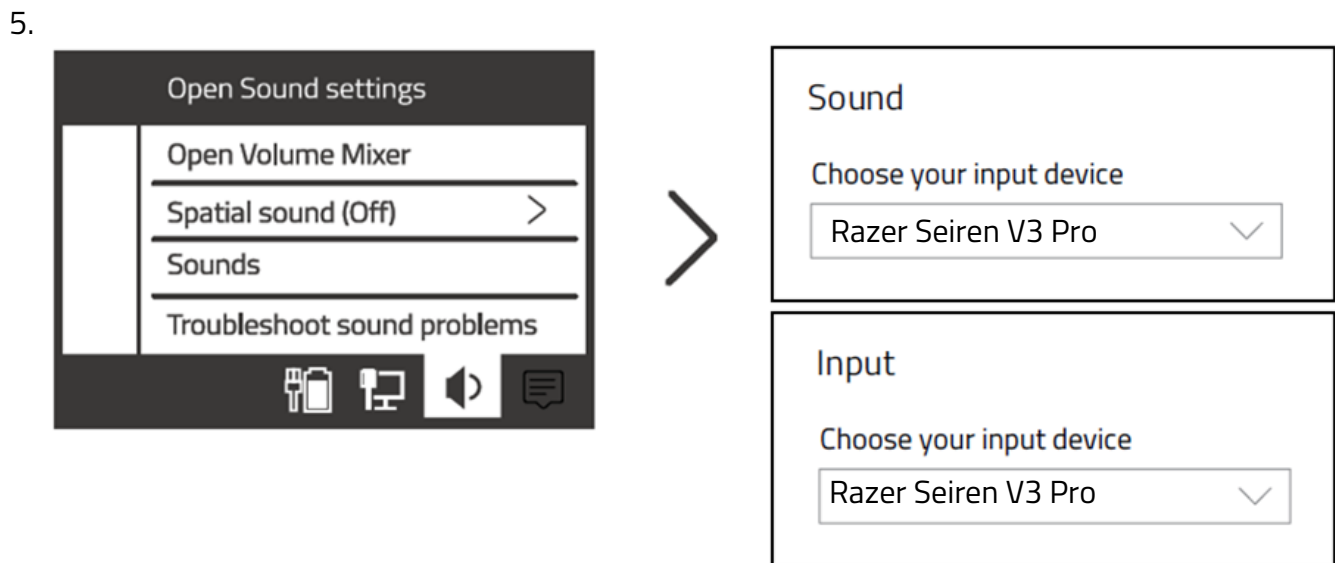 5.
Open Sound settings
Open Volume Mixer
Spatial sound (Off)
Sounds
Troubleshoot sound problems
Sound
Choose your input device
Razer Seiren V3 Pro
Input
Choose your input device
Razer Seiren V3 Pro